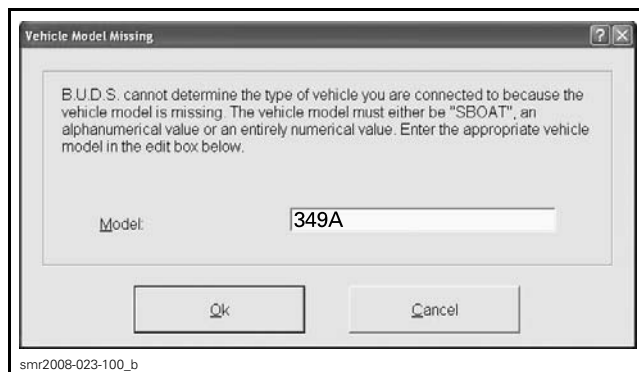 Vehicle Model Missing
B.U.D.S. cannot determine the type of vehicle you are connected to because the
vehicle model is missing. The vehicle model must either be "SBOAT", an
alphanumerical value or an entirely numerical value. Enter the appropriate vehicle
model in the edit box below.
Model: 349A
Ok Cancel
smr2008-023-100_b